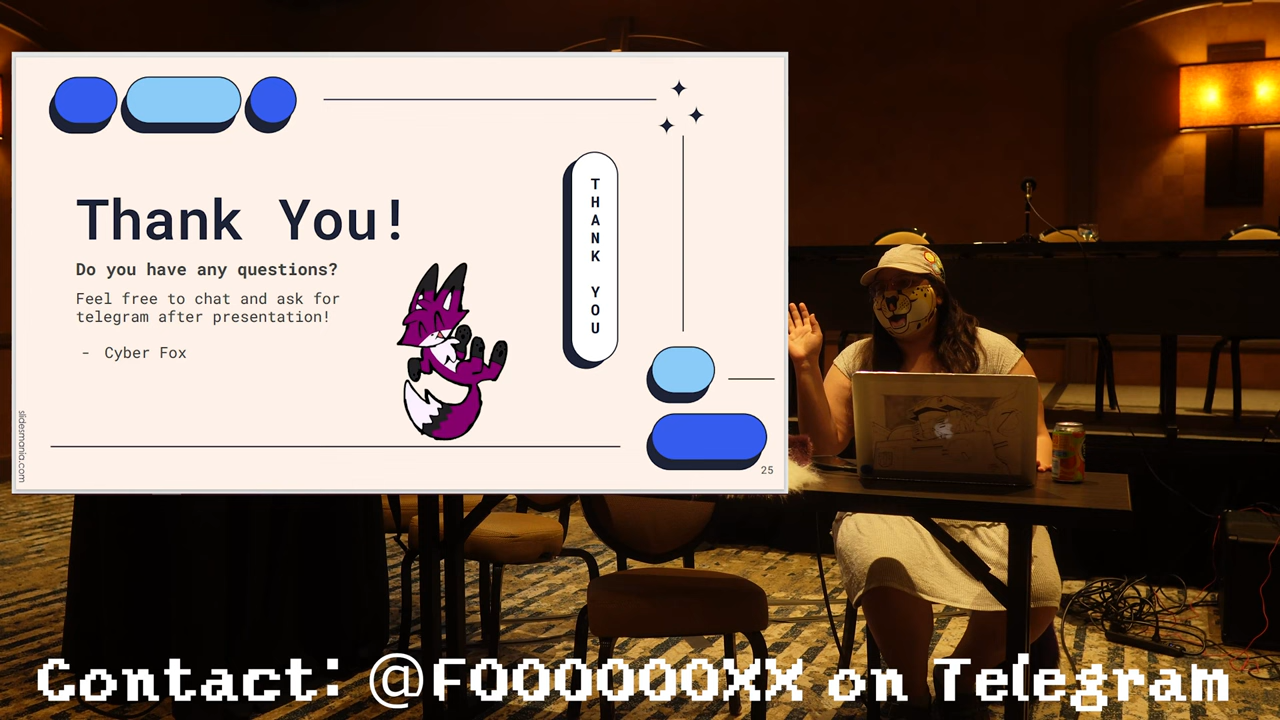 Thank You!
Do you have any questions?
Feel free to chat and ask for
telegram after presentation!
- Cyber Fox
THANK YOU
slidesmania.com
25
Contact: @FOOOOOOXX on Telegram